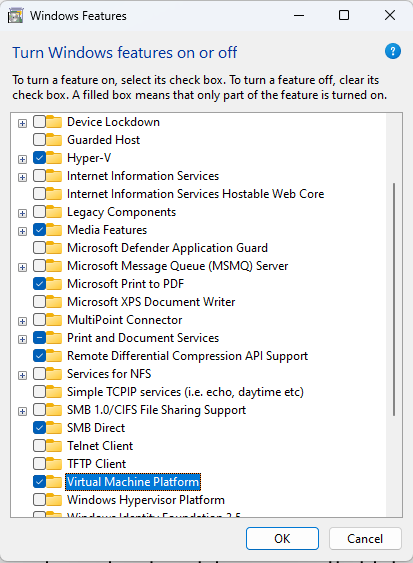 Windows Features
Turn Windows features on or off
To turn a feature on, select its check box. To turn a feature off, clear its
check box. A filled box means that only part of the feature is turned on.
Device Lockdown
Guarded Host
Hyper-V
Internet Information Services
Internet Information Services Hostable Web Core
Legacy Components
Media Features
Microsoft Defender Application Guard
Microsoft Message Queue (MSMQ) Server
Microsoft Print to PDF
Microsoft XPS Document Writer
MultiPoint Connector
Print and Document Services
Remote Differential Compression API Support
Services for NFS
Simple TCPIP services (i.e. echo, daytime etc)
SMB 1.0/CIFS File Sharing Support
SMB Direct
Telnet Client
TFTP Client
Virtual Machine Platform
Windows Hypervisor Platform
Windows Identity Foundation 3.5
OK
Cancel